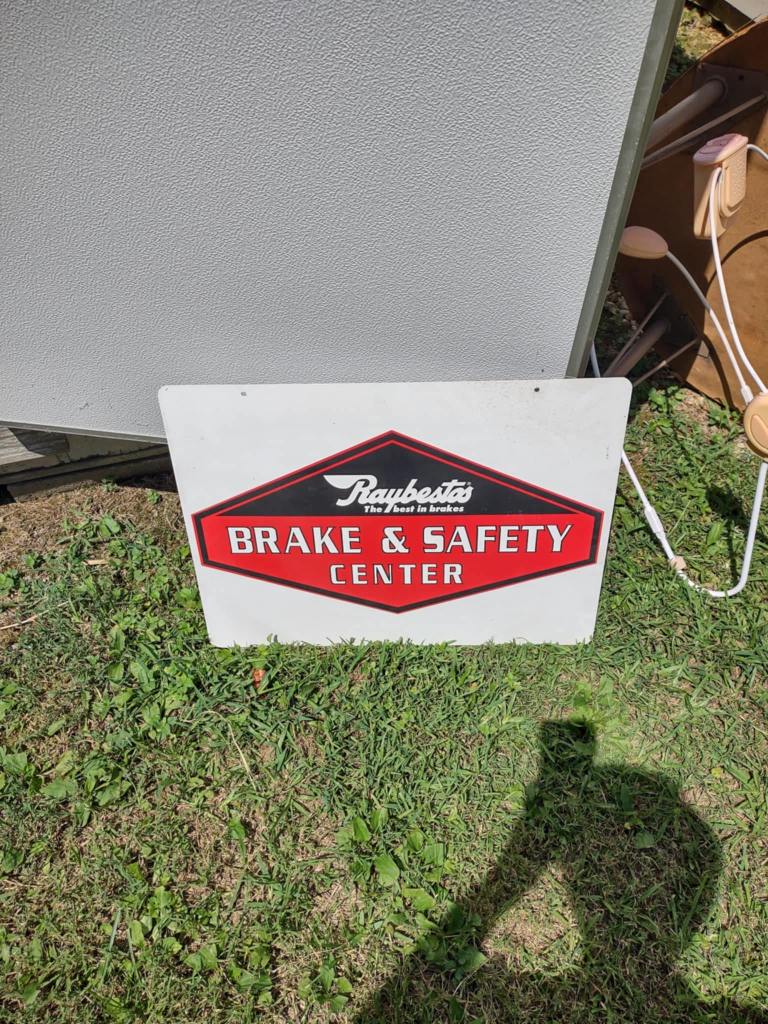 Raybestos
The best in brakes
BRAKE & SAFETY
CENTER